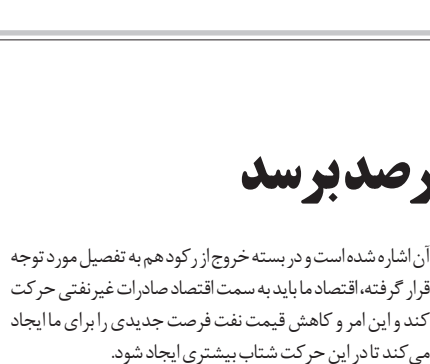 رصد برسد
آن اشاره شده است و در بسته خروج از رکود هم به تفصیل مورد توجه
قرار گرفته، اقتصاد ما باید به سمت اقتصاد صادرات غیرنفتی حرکت
کند و این امر و کاهش قیمت نفت فرصت جدیدی را برای ما ایجاد
می‌کند تا در این حرکت شتاب بیشتری ایجاد شود.